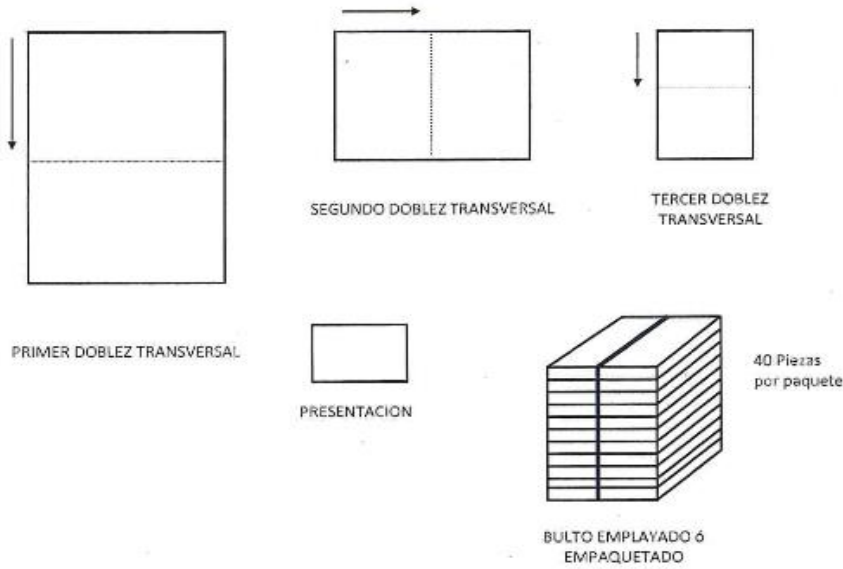 SEGUNDO DOBLEZ TRANSVERSAL
TERCER DOBLEZ
TRANSVERSAL
PRIMER DOBLEZ TRANSVERSAL
PRESENTACION
40 Piezas
por paquete
BULTO EMPLAYADO Ó
EMPAQUETADO